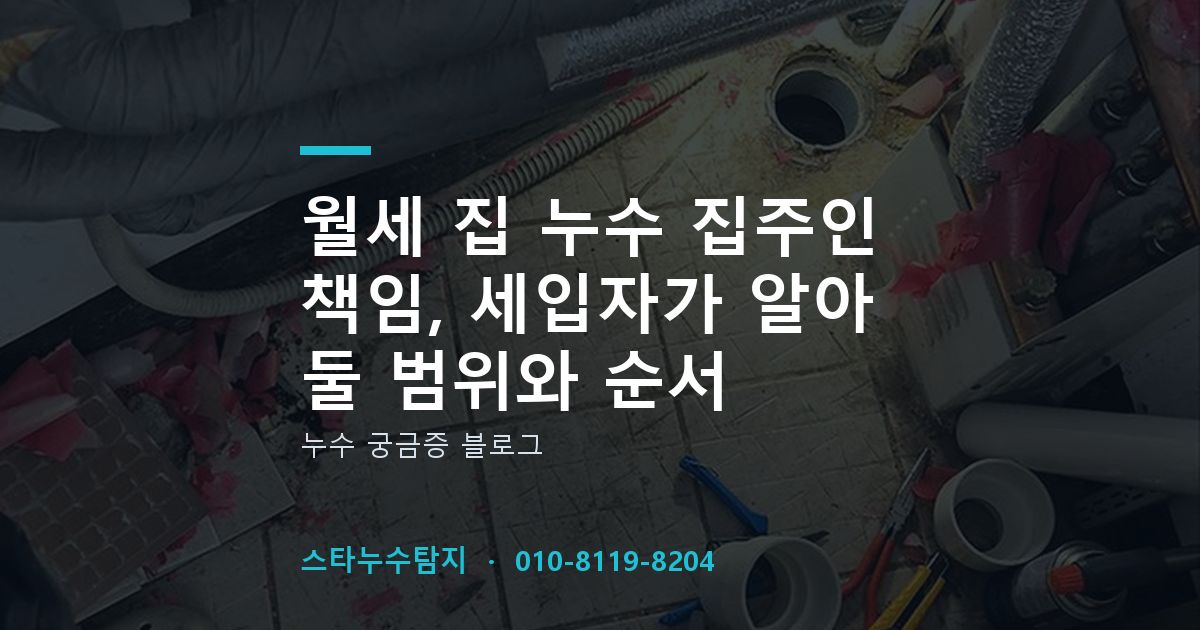 월세 집 누수 집주인
책임, 세입자가 알아
둘 범위와 순서
누수 궁금증 블로그
스타누수탐지 · 010-8119-8204